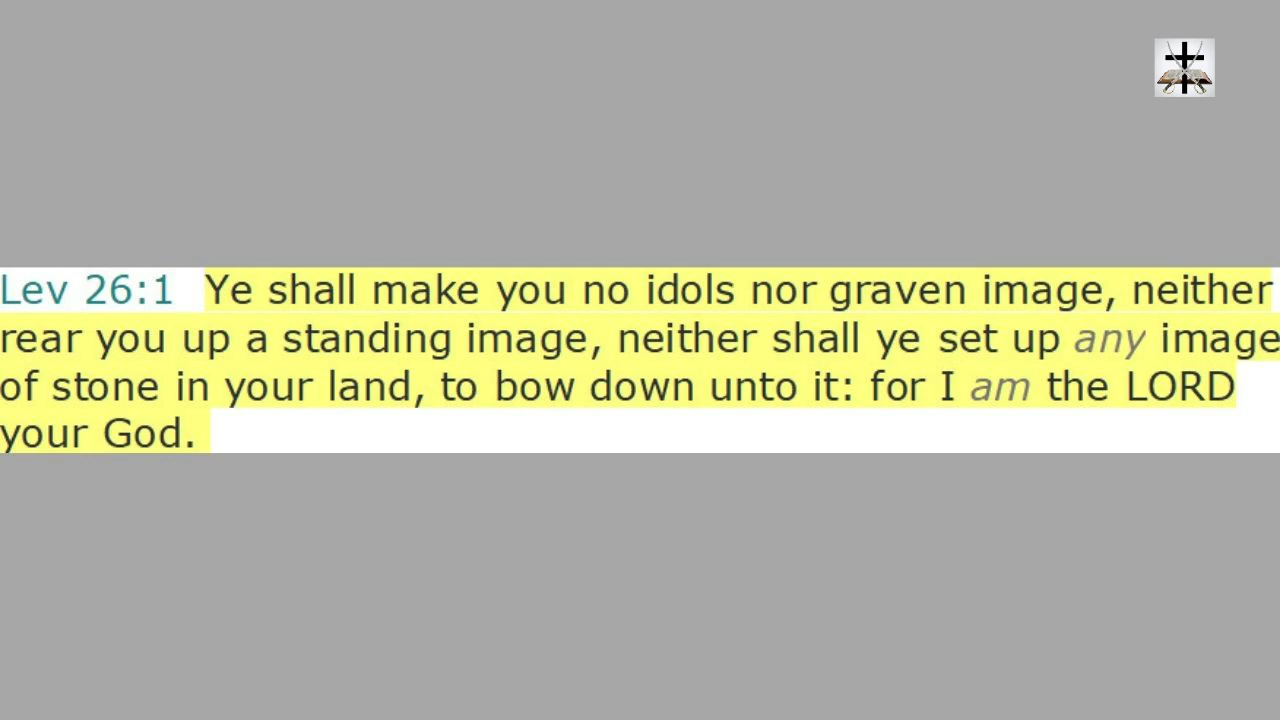 Lev 26:1 Ye shall make you no idols nor graven image, neither
rear you up a standing image, neither shall ye set up any image
of stone in your land, to bow down unto it: for I am the LORD
your God.